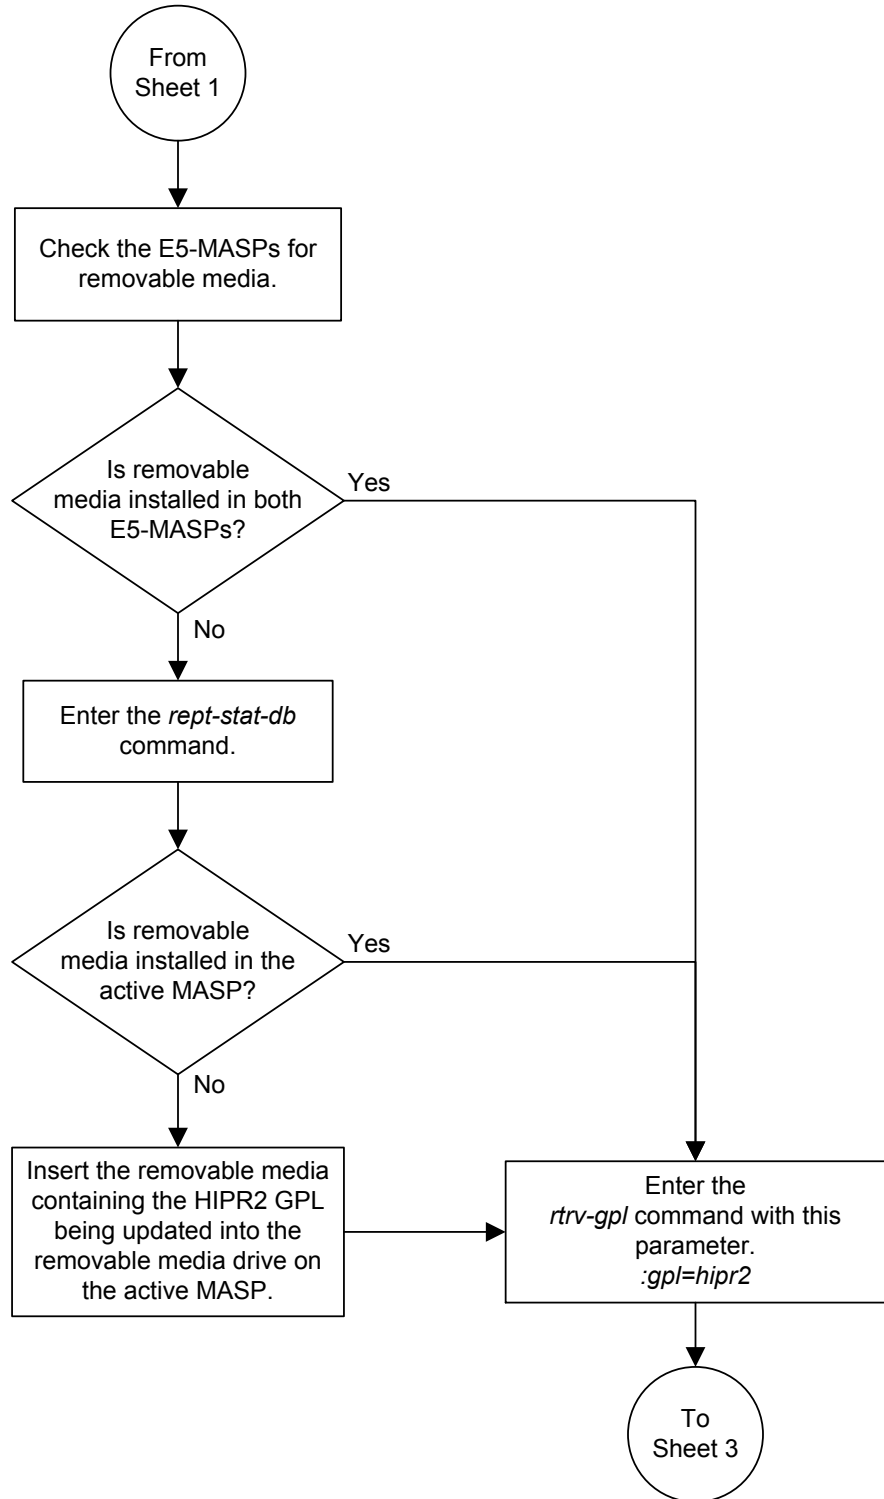 From
Sheet 1
Check the E5-MASPs for
removable media.
Is removable
media installed in both
E5-MASPs?
Yes
No
Enter the rept-stat-db
command.
Is removable
media installed in the
active MASP?
Yes
No
Insert the removable media
containing the HIPR2 GPL
being updated into the
removable media drive on
the active MASP.
Enter the
rtrv-gpl command with this
parameter.
:gpl=hipr2
To
Sheet 3